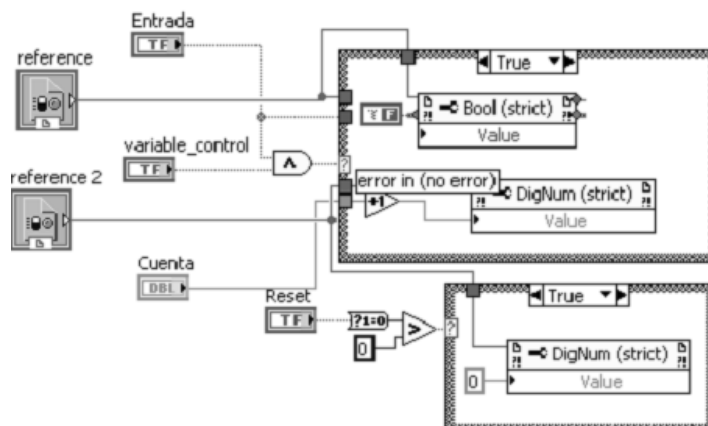 Entrada
TF
reference
True
Bool (strict)
F
Value
variable_control
TF
?
error in (no error)
reference 2
+1
DigNum (strict)
Value
Cuenta
DBL
Reset
TF
?1:0
>
?
0
True
DigNum (strict)
0
Value